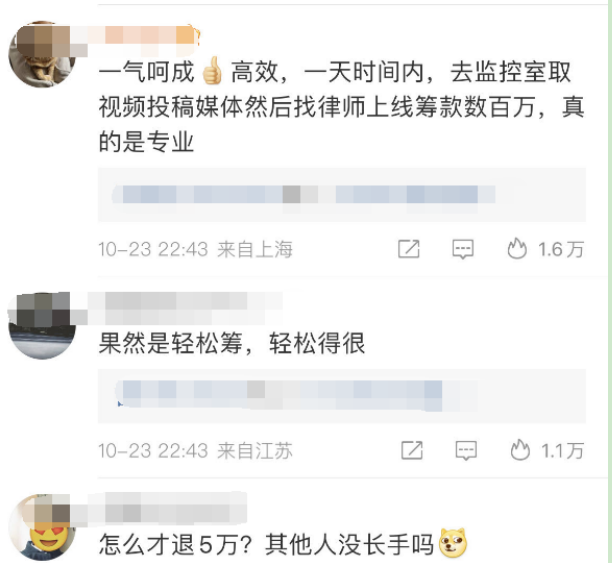 一气呵成👍高效，一天时间内，去监控室取
视频投稿媒体然后找律师上线筹款数百万，真
的是专业
10-23 22:43 来自上海
1.6万
果然是轻松筹，轻松得很
10-23 22:43 来自江苏
1.1万
怎么才退5万？其他人没长手吗